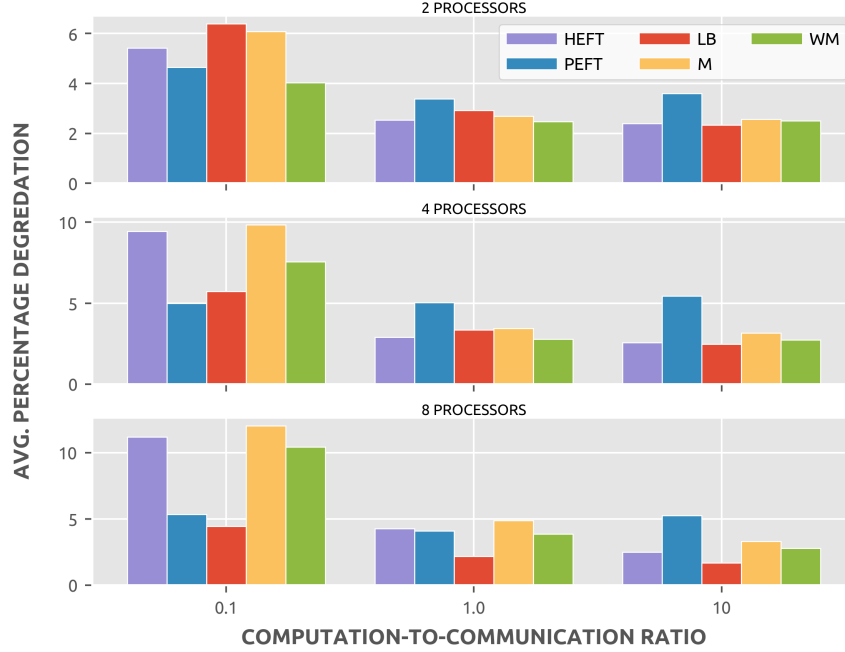 2 PROCESSORS
HEFT LB WM
PEFT M
6
4
2
0
4 PROCESSORS
10
5
0
8 PROCESSORS
10
5
0
0.1 1.0 10
COMPUTATION-TO-COMMUNICATION RATIO
AVG. PERCENTAGE DEGREDATION